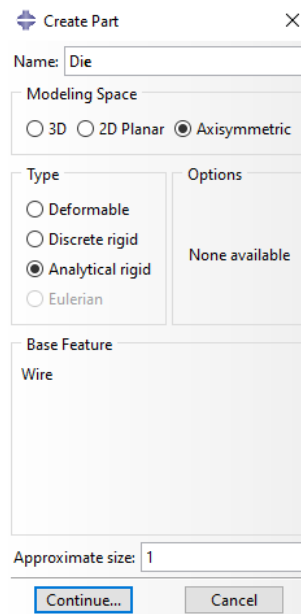 Create Part
Name: Die
Modeling Space
3D 2D Planar Axisymmetric
Type
Options
Deformable
Discrete rigid
Analytical rigid
Eulerian
None available
Base Feature
Wire
Approximate size: 1
Continue... Cancel